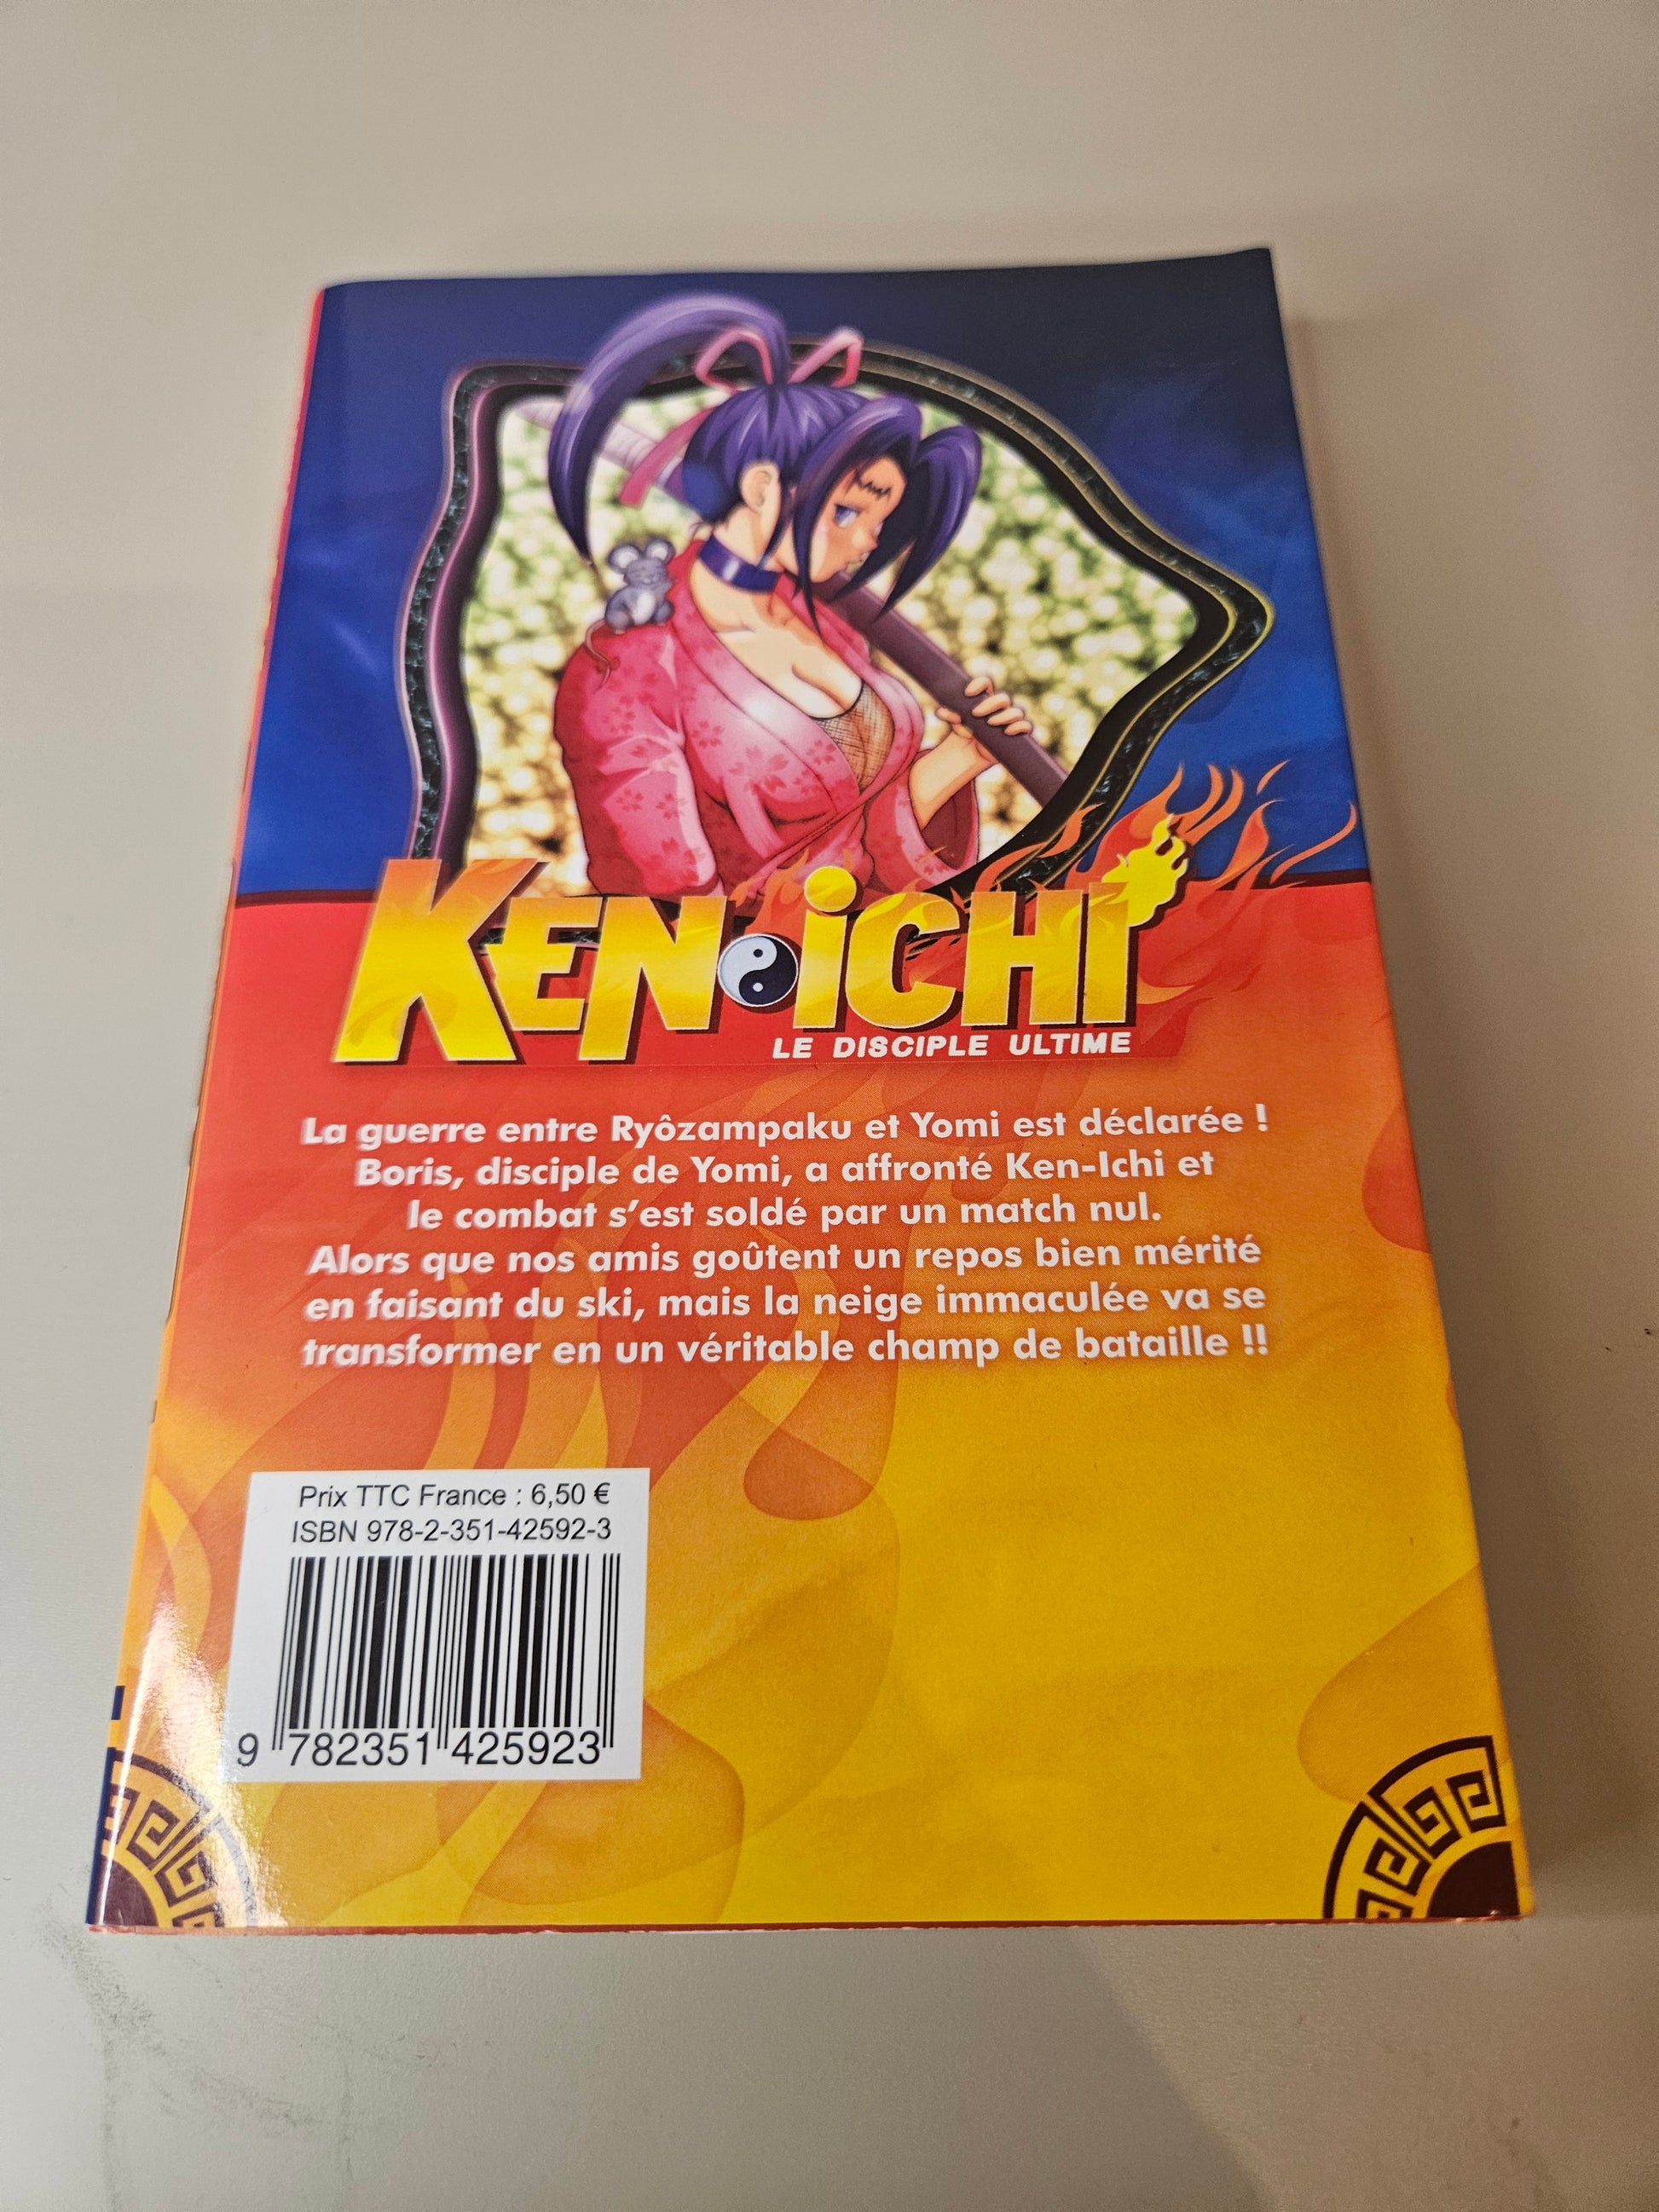 KEN-iCHI
LE DISCIPLE ULTIME
La guerre entre Ryôzampaku et Yomi est déclarée !
Boris, disciple de Yomi, a affronté Ken-Ichi et
le combat s'est soldé par un match nul.
Alors que nos amis goûtent un repos bien mérité
en faisant du ski, mais la neige immaculée va se
transformer en un véritable champ de bataille !!
Prix TTC France : 6,50 €
ISBN 978-2-351-42592-3
9 782351 425923